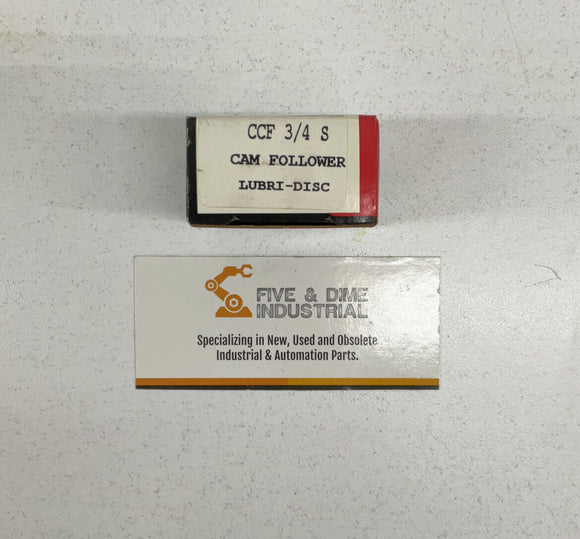 CCF 3/4 S
CAM FOLLOWER
LUBRI-DISC
FIVE & DIME
INDUSTRIAL
Specializing in New, Used and Obsolete
Industrial & Automation Parts.